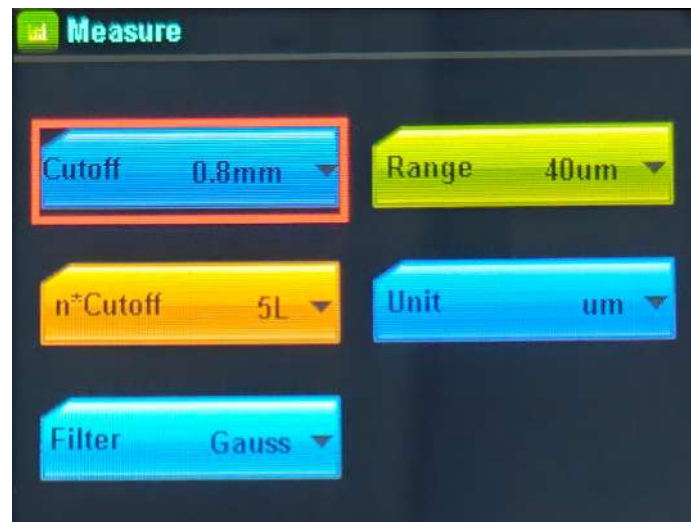 Measure
Cutoff 0.8mm
Range 40um
n*Cutoff 5L
Unit um
Filter Gauss